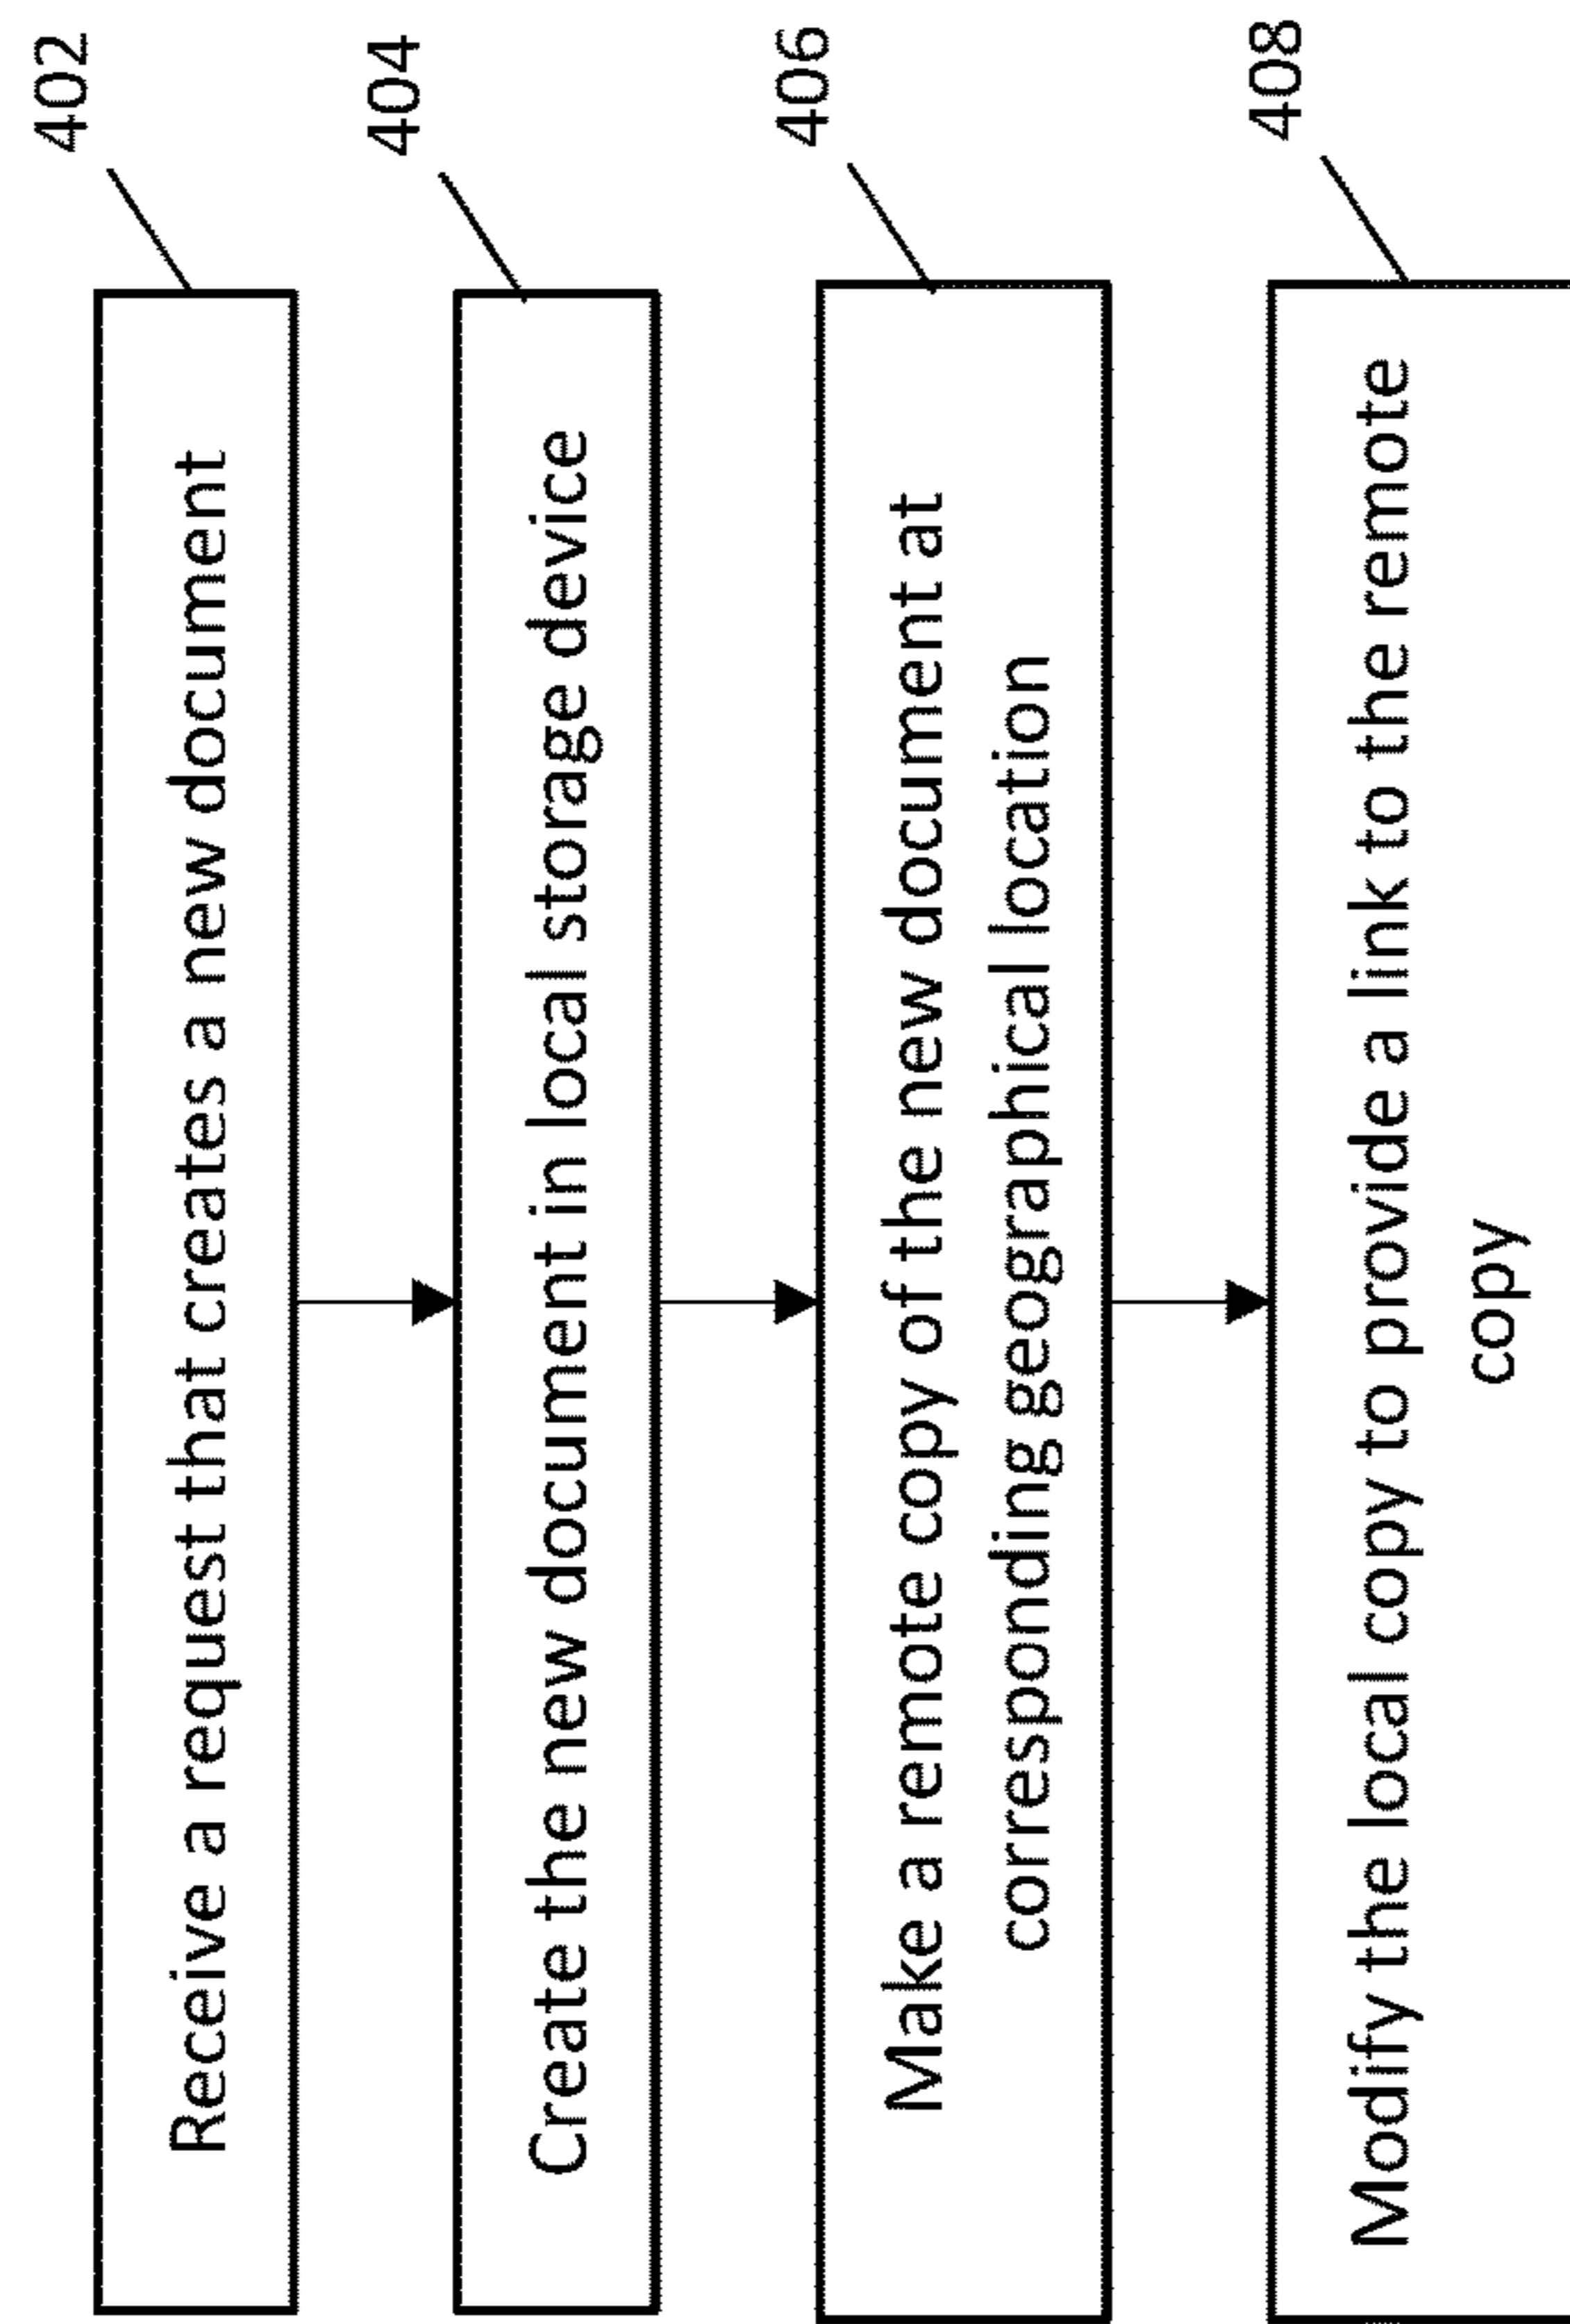 402
Receive a request that creates a new document
404
Create the new document in local storage device
406
Make a remote copy of the new document at
corresponding geographical location
408
Modify the local copy to provide a link to the remote
copy